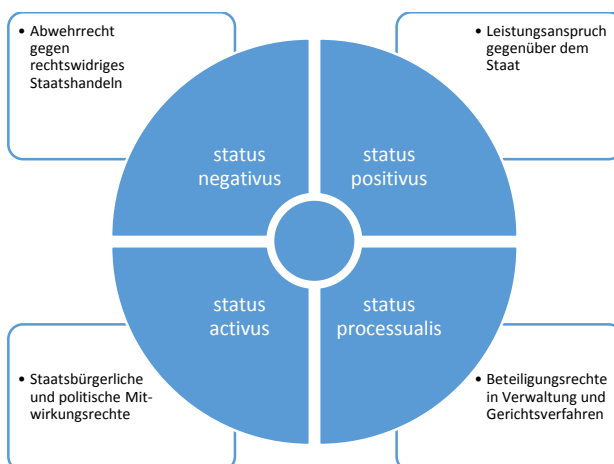 • Abwehrrecht
gegen
rechtswidriges
Staatshandeln
• Leistungsanspruch
gegenüber dem
Staat
status
negativus
status
positivus
status
activus
status
processualis
• Staatsbürgerliche
und politische Mit-
wirkungsrechte
• Beteiligungsrechte
in Verwaltung und
Gerichtsverfahren